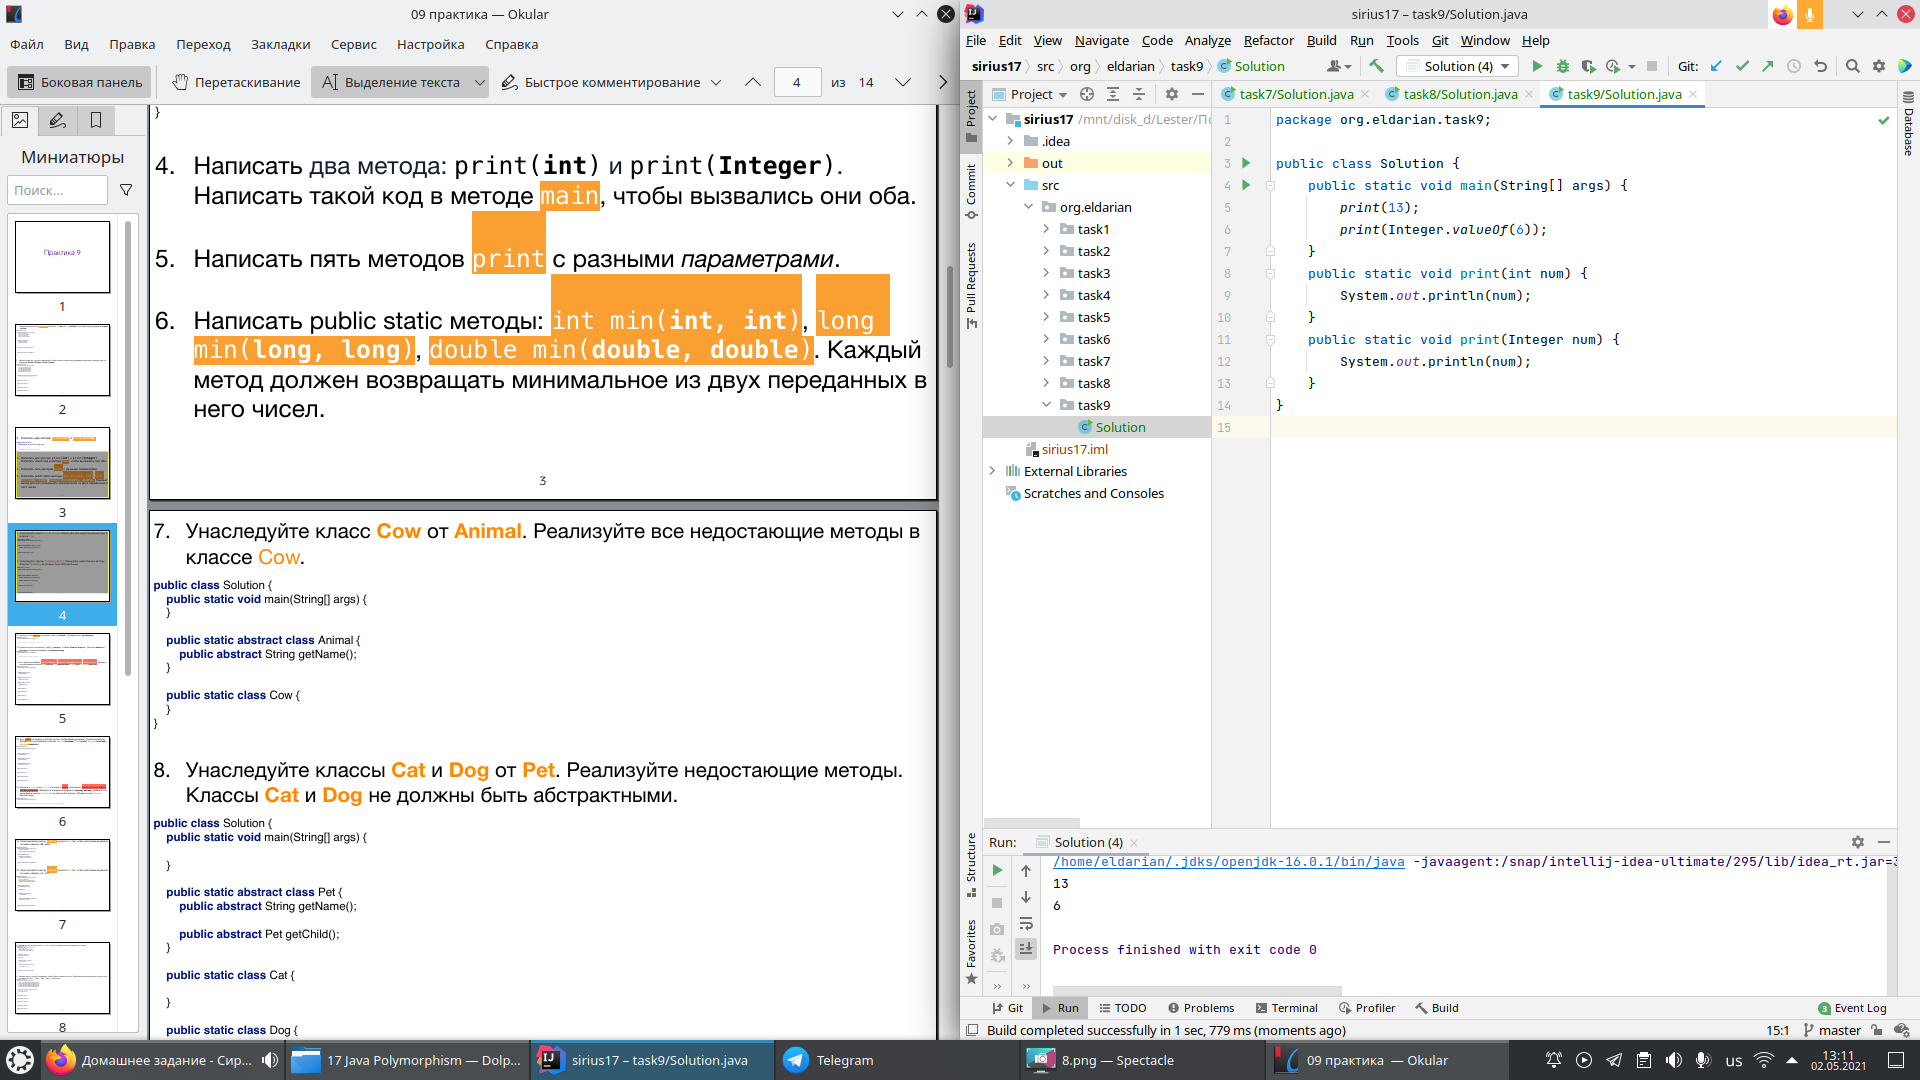 09 практика — Okular
Файл Вид Правка Переход Закладки Сервис Настройка Справка
Боковая панель Перетаскивание Выделение текста Быстрое комментирование 4 из 14
Миниатюры
Поиск...
Практика 9
1
2
3
4
5
6
7
8
}
4. Написать два метода: print(int) и print(Integer).
Написать такой код в методе main, чтобы вызвались они оба.
5. Написать пять методов print с разными параметрами.
6. Написать public static методы: int min(int, int), long
min(long, long), double min(double, double). Каждый
метод должен возвращать минимальное из двух переданных в
него чисел.
3
7. Унаследуйте класс Cow от Animal. Реализуйте все недостающие методы в
классе Cow.
public class Solution {
public static void main(String[] args) {
}
public static abstract class Animal {
public abstract String getName();
}
public static class Cow {
}
}
8. Унаследуйте классы Cat и Dog от Pet. Реализуйте недостающие методы.
Классы Cat и Dog не должны быть абстрактными.
public class Solution {
public static void main(String[] args) {
}
public static abstract class Pet {
public abstract String getName();
public abstract Pet getChild();
}
public static class Cat {
}
public static class Dog {
sirius17 – task9/Solution.java
File Edit View Navigate Code Analyze Refactor Build Run Tools Git Window Help
sirius17 src org eldarian task9 Solution Solution (4) Git:
Project
Commit
Pull Requests
Structure
Favorites
Database
Project
task7/Solution.java task8/Solution.java task9/Solution.java
sirius17 /mnt/disk_d/Lester/По
.idea
out
src
org.eldarian
task1
task2
task3
task4
task5
task6
task7
task8
task9
Solution
sirius17.iml
External Libraries
Scratches and Consoles
1 package org.eldarian.task9;
2
3 public class Solution {
4 public static void main(String[] args) {
5 print(13);
6 print(Integer.valueOf(6));
7 }
8 public static void print(int num) {
9 System.out.println(num);
10 }
11 public static void print(Integer num) {
12 System.out.println(num);
13 }
14 }
15
Run: Solution (4)
/home/eldarian/.jdks/openjdk-16.0.1/bin/java -javaagent:/snap/intellij-idea-ultimate/295/lib/idea_rt.jar=3
13
6
Process finished with exit code 0
Git Run TODO Problems Terminal Profiler Build 3 Event Log
Build completed successfully in 1 sec, 779 ms (moments ago) 15:1 master
Домашнее задание - Сир... 17 Java Polymorphism — Dolp... sirius17 – task9/Solution.java Telegram 8.png — Spectacle 09 практика — Okular us 13:11
02.05.2021